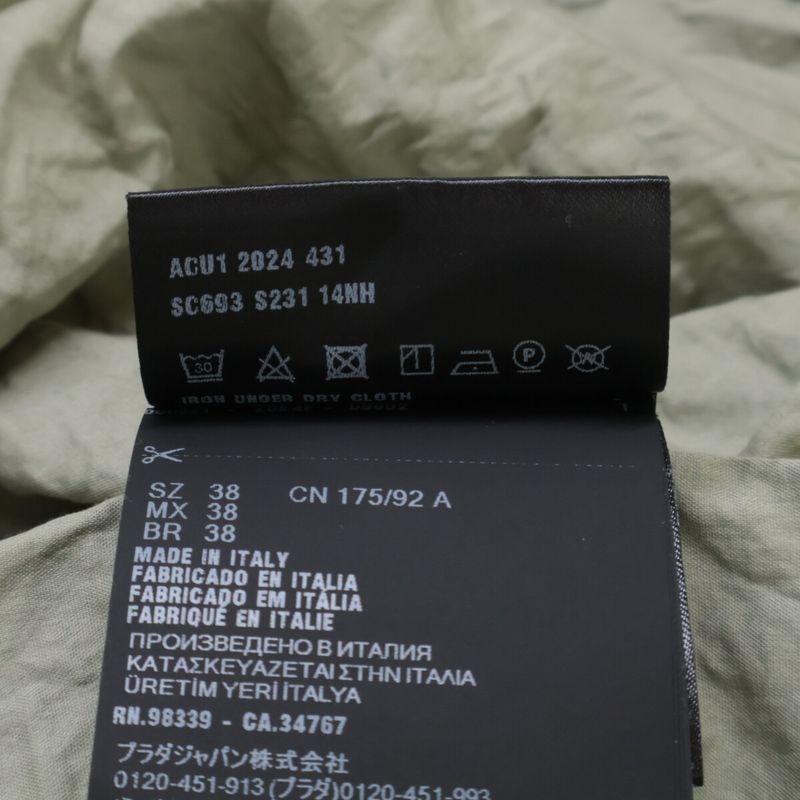 ACU1 2024 431
SC693 S231 14NH
30
P
W
IRON UNDER DRY CLOTH
SZ 38 CN 175/92 A
MX 38
BR 38
MADE IN ITALY
FABRICADO EN ITALIA
FABRICADO EM ITÁLIA
FABRIQUÉ EN ITALIE
ПРОИЗВЕДЕНО В ИТАЛИЯ
ΚΑΤΑΣΚΕΥΑΖΕΤΑΙ ΣΤΗΝ ΙΤΑΛΙΑ
ÜRETİM YERİ İTALYA
RN.98339 - CA.34767
プラダジャパン株式会社
0120-451-913 (プラダ) 0120-451-993